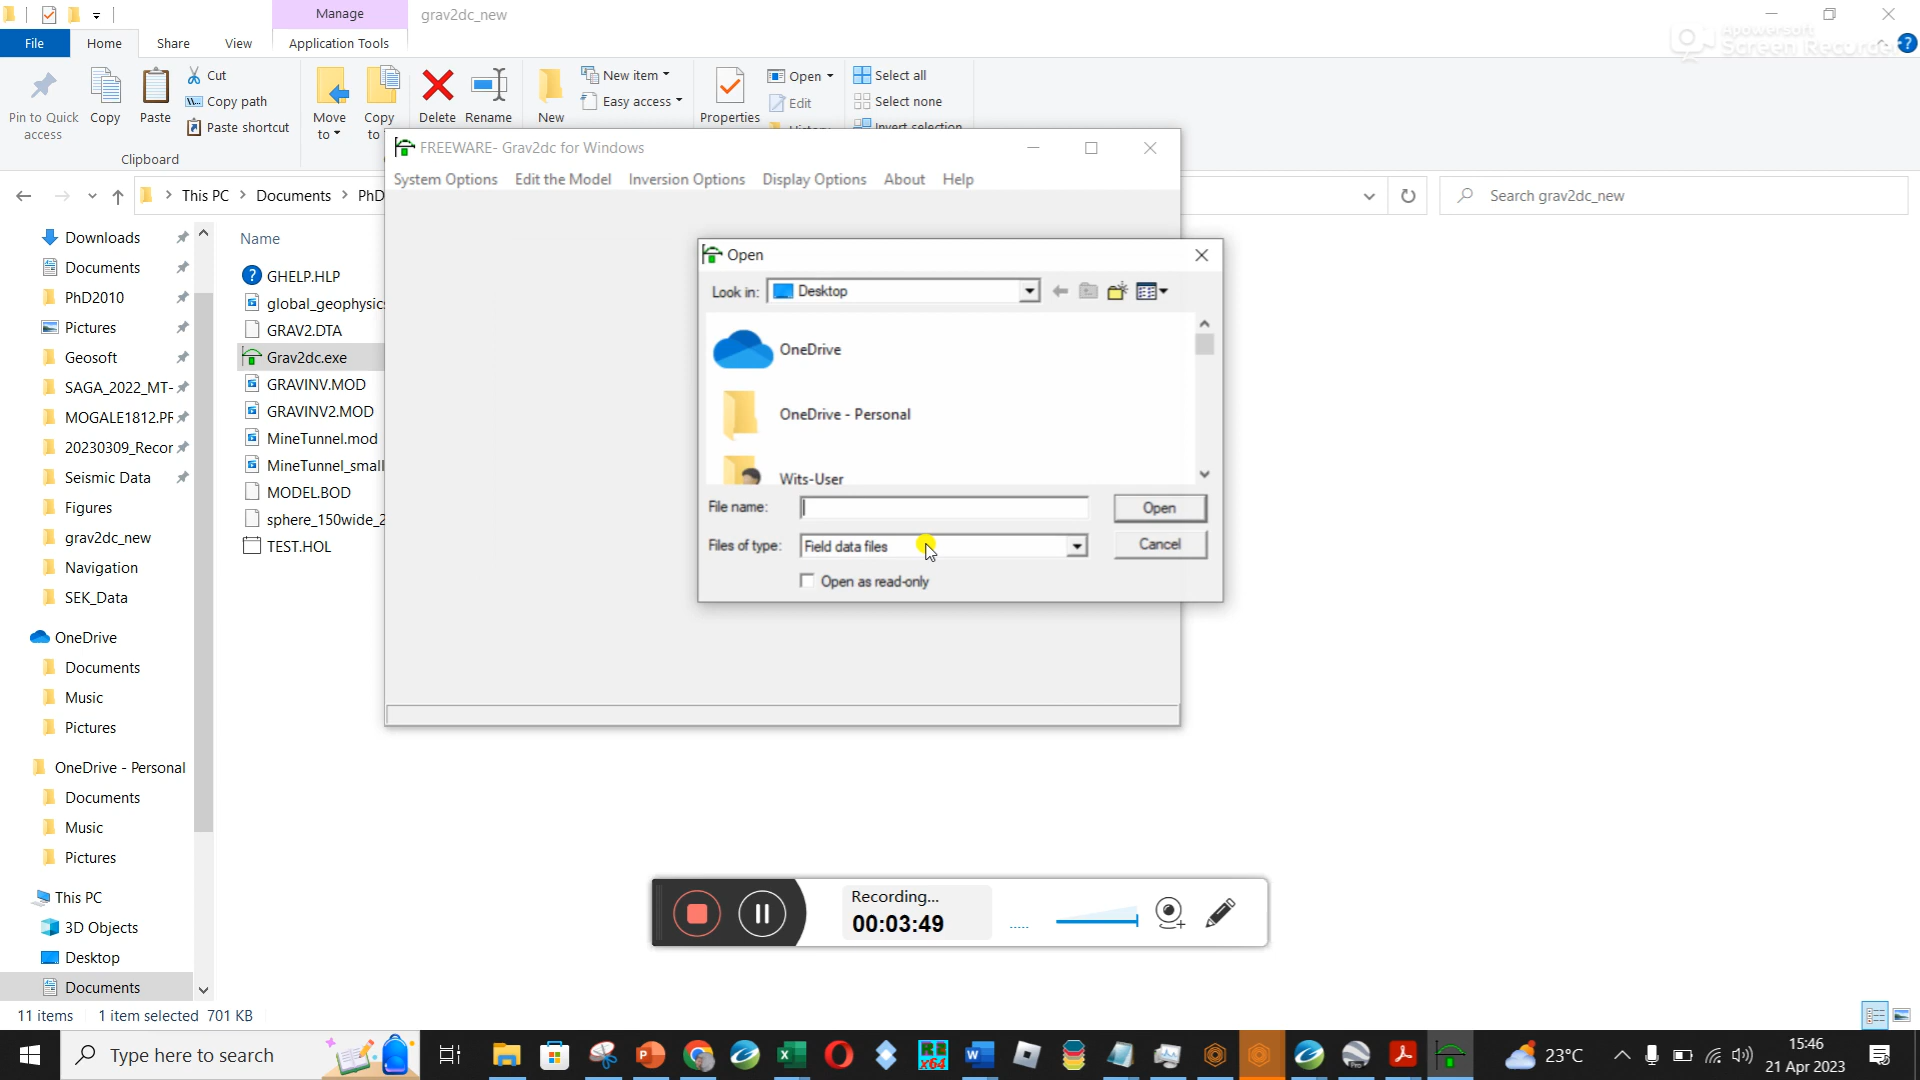 Manage
grav2dc_new
File
Home
Share
View
Application Tools
Apowersoft
Screen Recorder
Pin to Quick
access
Copy
Paste
Cut
Copy path
Paste shortcut
Clipboard
Move
to
Copy
to
Delete
Rename
New
New item
Easy access
Properties
Open
Edit
History
Select all
Select none
Invert selection
FREEWARE- Grav2dc for Windows
System Options
Edit the Model
Inversion Options
Display Options
About
Help
This PC
Documents
PhD
Search grav2dc_new
Downloads
Documents
PhD2010
Pictures
Geosoft
SAGA_2022_MT-
MOGALE1812.PR
20230309_Recor
Seismic Data
Figures
grav2dc_new
Navigation
SEK_Data
OneDrive
Documents
Music
Pictures
OneDrive - Personal
Documents
Music
Pictures
This PC
3D Objects
Desktop
Documents
Name
GHELP.HLP
global_geophysics
GRAV2.DTA
Grav2dc.exe
GRAVINV.MOD
GRAVINV2.MOD
MineTunnel.mod
MineTunnel_small
MODEL.BOD
sphere_150wide_2
TEST.HOL
Open
Look in:
Desktop
OneDrive
OneDrive - Personal
Wits-User
File name:
Open
Files of type:
Field data files
Cancel
Open as read-only
Recording...
00:03:49
11 items
1 item selected 701 KB
Type here to search
23°C
15:46
21 Apr 2023